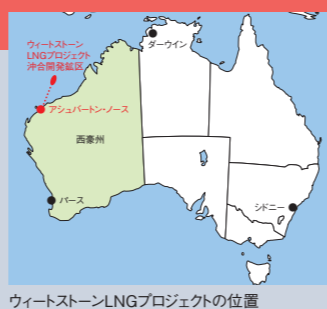 ダーウイン
ウィートストーン
LNGプロジェクト
沖合開発鉱区
アシュバートン・ノース
西豪州
パース
シドニー
ウィートストーンLNGプロジェクトの位置